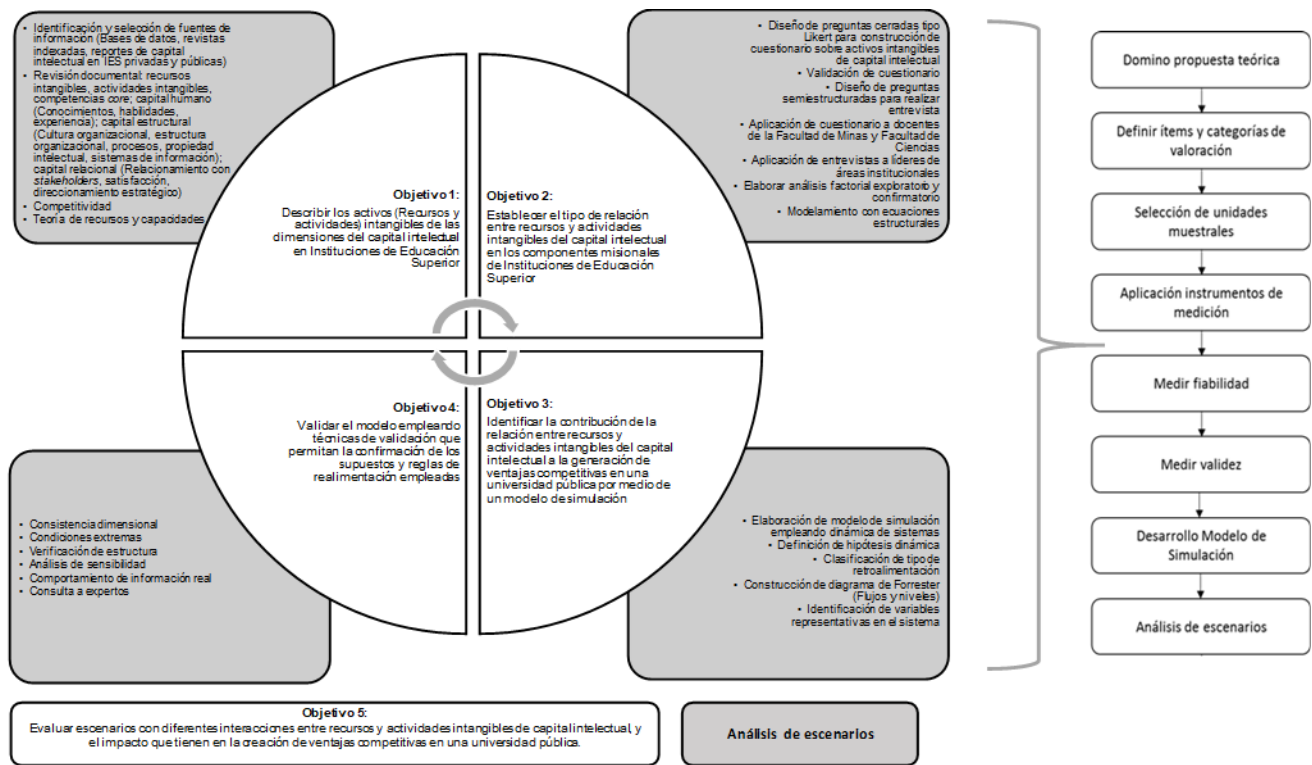 • Identificación y selección de fuentes de
información (Bases de datos, revistas
indexadas, reportes de capital
intelectual en IES privadas y públicas)
• Revisión documental: recursos
intangibles, actividades intangibles,
competencias core; capital humano
(Conocimientos, habilidades,
experiencia); capital estructural
(Cultura organizacional, estructura
organizacional, procesos, propiedad
intelectual, sistemas de información);
capital relacional (Relacionamiento con
stakeholders, satisfacción,
direccionamiento estratégico)
• Competitividad
• Teoría de recursos y capacidades
Objetivo 1:
Describir los activos (Recursos y
actividades) intangibles de las
dimensiones del capital intelectual
en Instituciones de Educación
Superior
• Diseño de preguntas cerradas tipo
Likert para construcción de
cuestionario sobre activos intangibles
de capital intelectual
• Validación de cuestionario
• Diseño de preguntas
semiestructuradas para realizar
entrevista
• Aplicación de cuestionario a docentes
de la Facultad de Minas y Facultad de
Ciencias
• Aplicación de entrevistas a líderes de
áreas institucionales
• Elaborar análisis factorial exploratorio y
confirmatorio
• Modelamiento con ecuaciones
estructurales
Objetivo 2:
Establecer el tipo de relación
entre recursos y actividades
intangibles del capital intelectual
en los componentes misionales
de Instituciones de Educación
Superior
Objetivo 4:
Validar el modelo empleando
técnicas de validación que
permitan la confirmación de los
supuestos y reglas de
realimentación empleadas
• Consistencia dimensional
• Condiciones extremas
• Verificación de estructura
• Análisis de sensibilidad
• Comportamiento de información real
• Consulta a expertos
Objetivo 3:
Identificar la contribución de la
relación entre recursos y
actividades intangibles del capital
intelectual a la generación de
ventajas competitivas en una
universidad pública por medio de
un modelo de simulación
• Elaboración de modelo de simulación
empleando dinámica de sistemas
• Definición de hipótesis dinámica
• Clasificación de tipo de
retroalimentación
• Construcción de diagrama de Forrester
(Flujos y niveles)
• Identificación de variables
representativas en el sistema
Objetivo 5:
Evaluar escenarios con diferentes interacciones entre recursos y actividades intangibles de capital intelectual, y
el impacto que tienen en la creación de ventajas competitivas en una universidad pública.
Análisis de escenarios
Domino propuesta teórica
Definir ítems y categorías de
valoración
Selección de unidades
muestrales
Aplicación instrumentos de
medición
Medir fiabilidad
Medir validez
Desarrollo Modelo de
Simulación
Análisis de escenarios